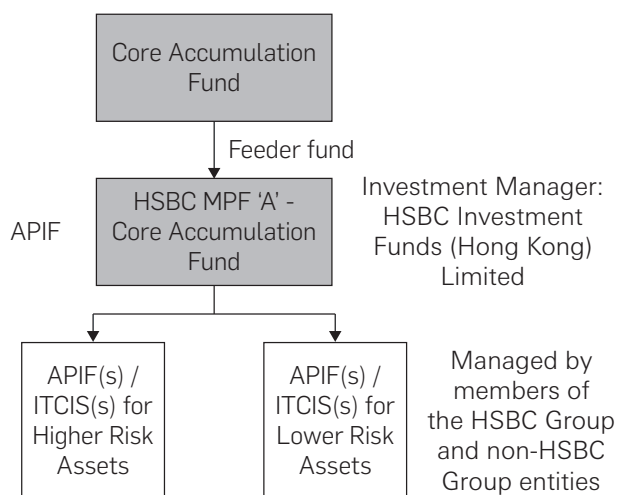 Core Accumulation
Fund
Feeder fund
APIF
HSBC MPF ‘A’ -
Core Accumulation
Fund
Investment Manager:
HSBC Investment
Funds (Hong Kong)
Limited
APIF(s) /
ITCIS(s) for
Higher Risk
Assets
APIF(s) /
ITCIS(s) for
Lower Risk
Assets
Managed by
members of
the HSBC Group
and non-HSBC
Group entities